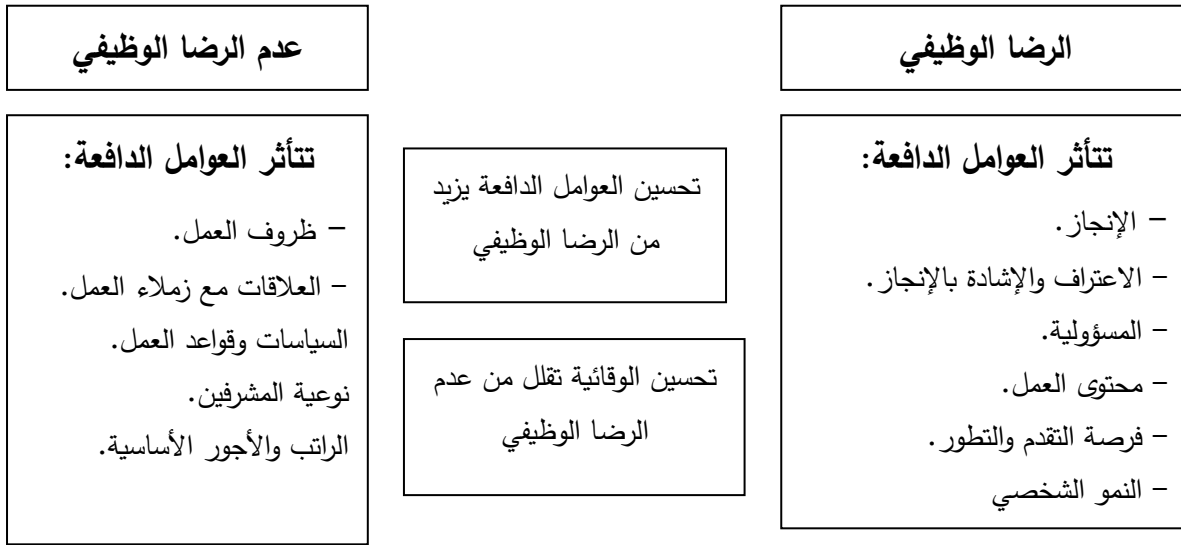 الرضا الوظيفي
تتأثر العوامل الدافعة:
– الإنجاز.
– الاعتراف والإشادة بالإنجاز.
– المسؤولية.
– محتوى العمل.
– فرصة التقدم والتطور.
– النمو الشخصي
تحسين العوامل الدافعة يزيد
من الرضا الوظيفي
تحسين الوقائية تقلل من عدم
الرضا الوظيفي
عدم الرضا الوظيفي
تتأثر العوامل الدافعة:
– ظروف العمل.
– العلاقات مع زملاء العمل.
السياسات وقواعد العمل.
نوعية المشرفين.
الراتب والأجور الأساسية.